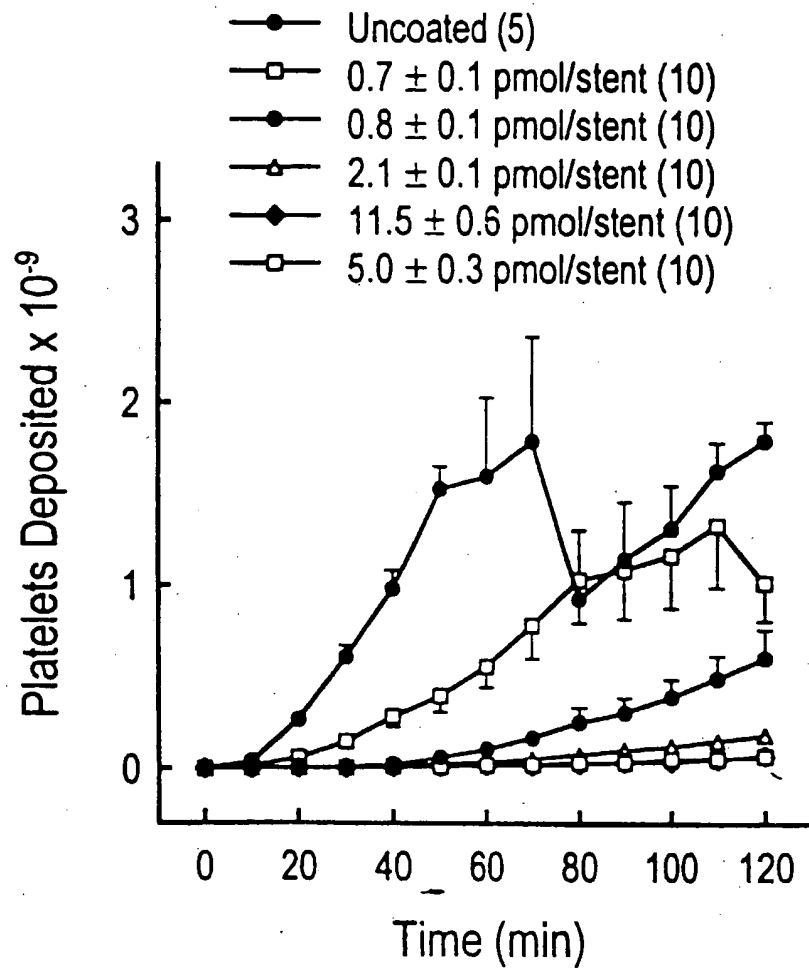 Uncoated (5)
0.7 ± 0.1 pmol/stent (10)
0.8 ± 0.1 pmol/stent (10)
2.1 ± 0.1 pmol/stent (10)
11.5 ± 0.6 pmol/stent (10)
5.0 ± 0.3 pmol/stent (10)
Platelets Deposited x 10-9
3
2
1
0
0 20 40 60 80 100 120
Time (min)